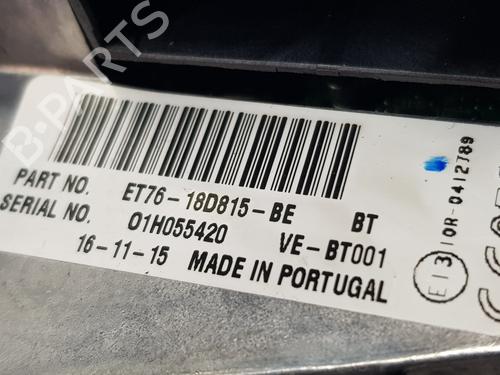 B-PARTS
PART NO. ET76-18D815-BE BT
SERIAL NO. 01H055420 VE-BT001
16-11-15 MADE IN PORTUGAL
E13 10R-0412789